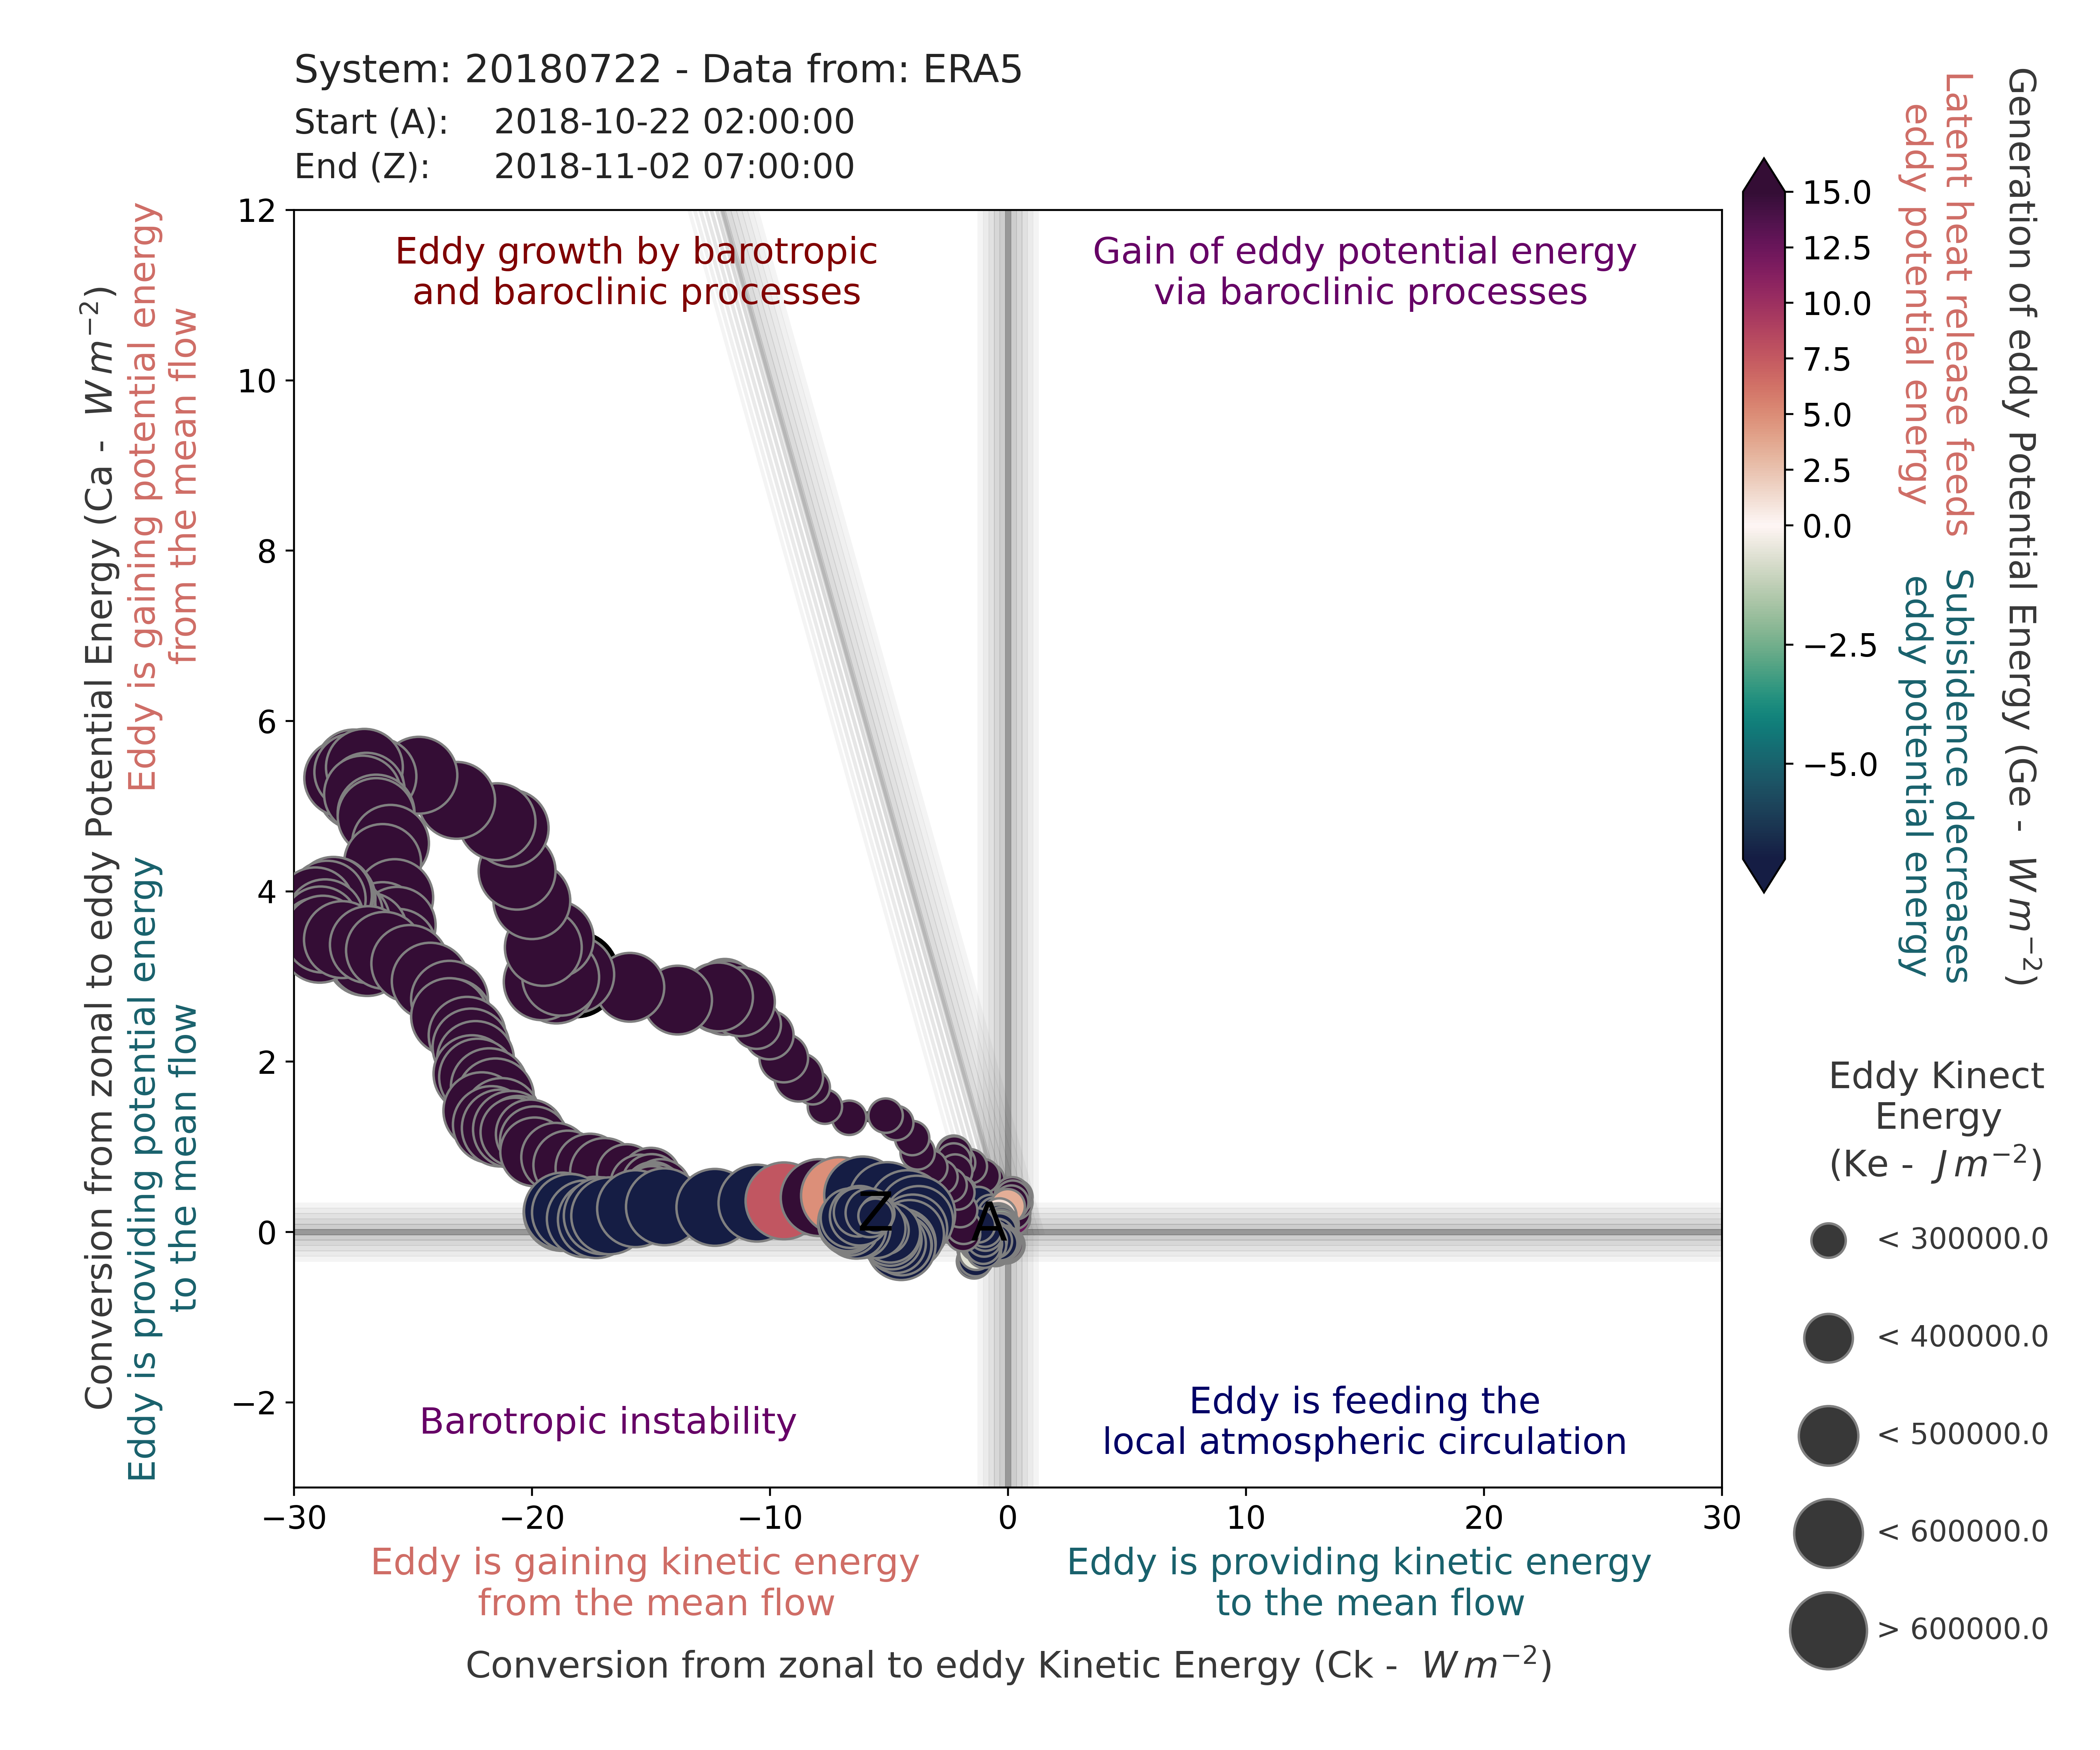 System: 20180722 - Data from: ERA5
Start (A): 2018-10-22 02:00:00
End (Z): 2018-11-02 07:00:00
Conversion from zonal to eddy Potential Energy (Ca - W m⁻²)
Eddy is gaining potential energy
from the mean flow
Eddy is providing potential energy
to the mean flow
12
10
8
6
4
2
0
−2
Eddy growth by barotropic
and baroclinic processes
Gain of eddy potential energy
via baroclinic processes
Z
A
Barotropic instability
Eddy is feeding the
local atmospheric circulation
−30
−20
−10
0
10
20
30
Eddy is gaining kinetic energy
from the mean flow
Eddy is providing kinetic energy
to the mean flow
Conversion from zonal to eddy Kinetic Energy (Ck - W m⁻²)
15.0
12.5
10.0
7.5
5.0
2.5
0.0
−2.5
−5.0
Latent heat release feeds
eddy potential energy
Subisidence decreases
eddy potential energy
Generation of eddy Potential Energy (Ge - W m⁻²)
Eddy Kinect
Energy
(Ke - J m⁻²)
< 300000.0
< 400000.0
< 500000.0
< 600000.0
> 600000.0